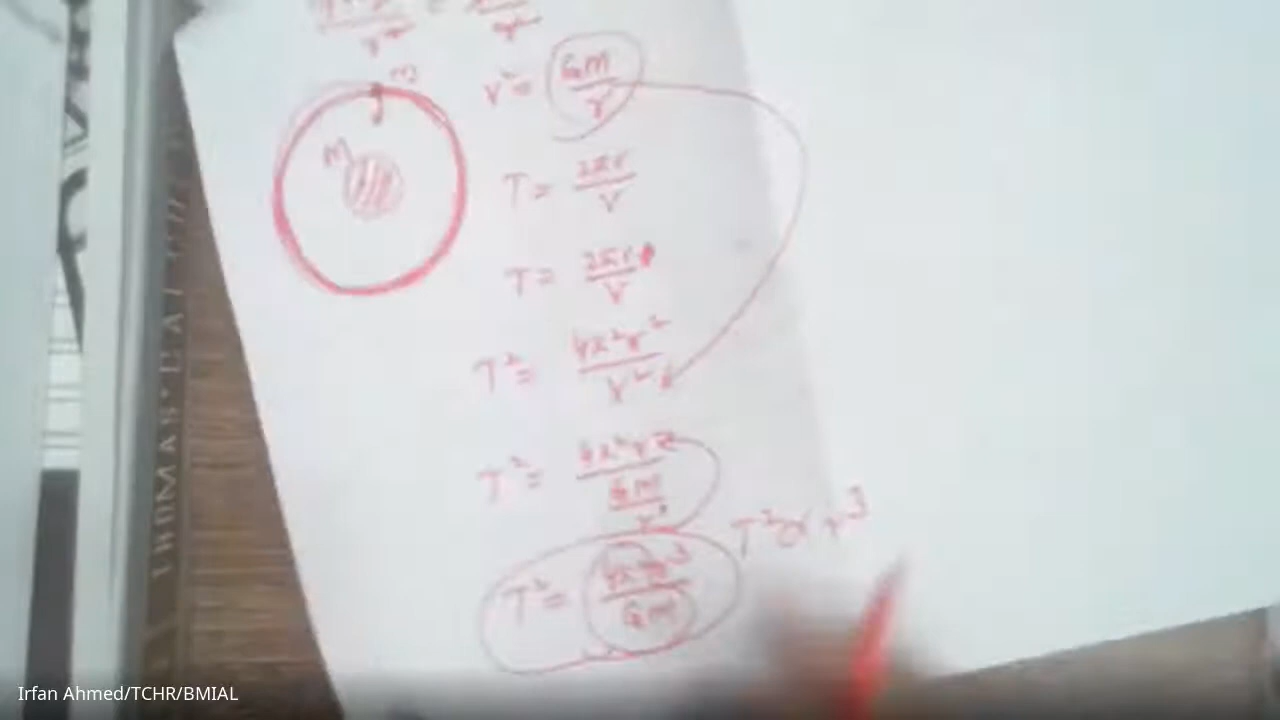 m
v² = GM/r
M
T = 2πr/v
T = 2πr/v
T² = 4π²r²/v²
T² = 4π²r²/GM/r
T² ∝ r³
T² = 4π²r³/GM
THOMAS
Irfan Ahmed/TCHR/BMIAL